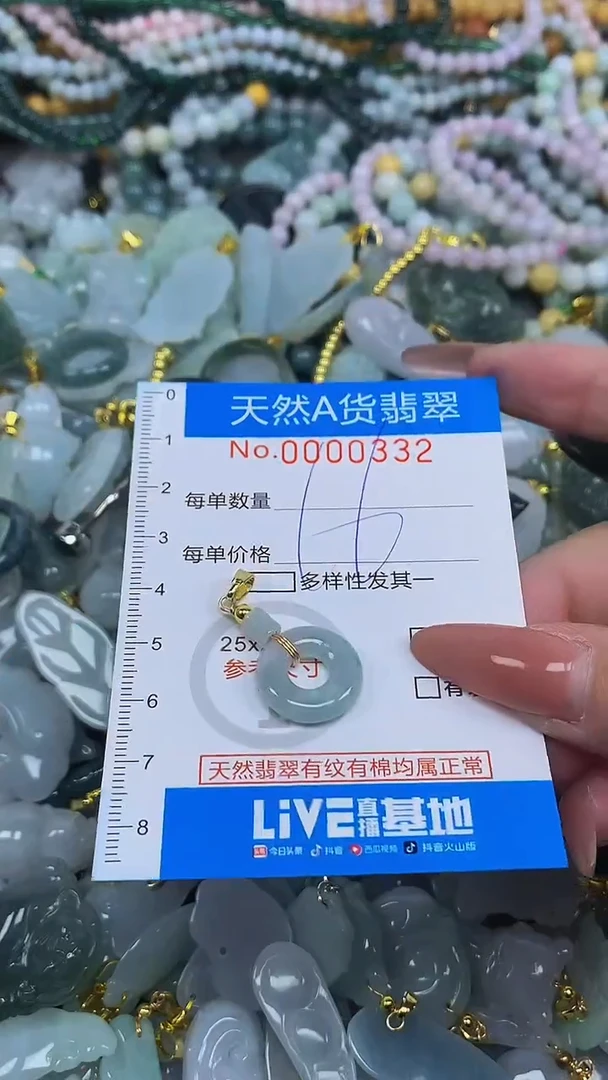 天然A货翡翠
No.0000332
每单数量
每单价格
多样性发其一
25x
参
寸
有
天然翡翠有纹有棉均属正常
LiVE直播基地
今日头条 抖音 西瓜视频 抖音火山版
0
1
2
3
4
5
6
7
8